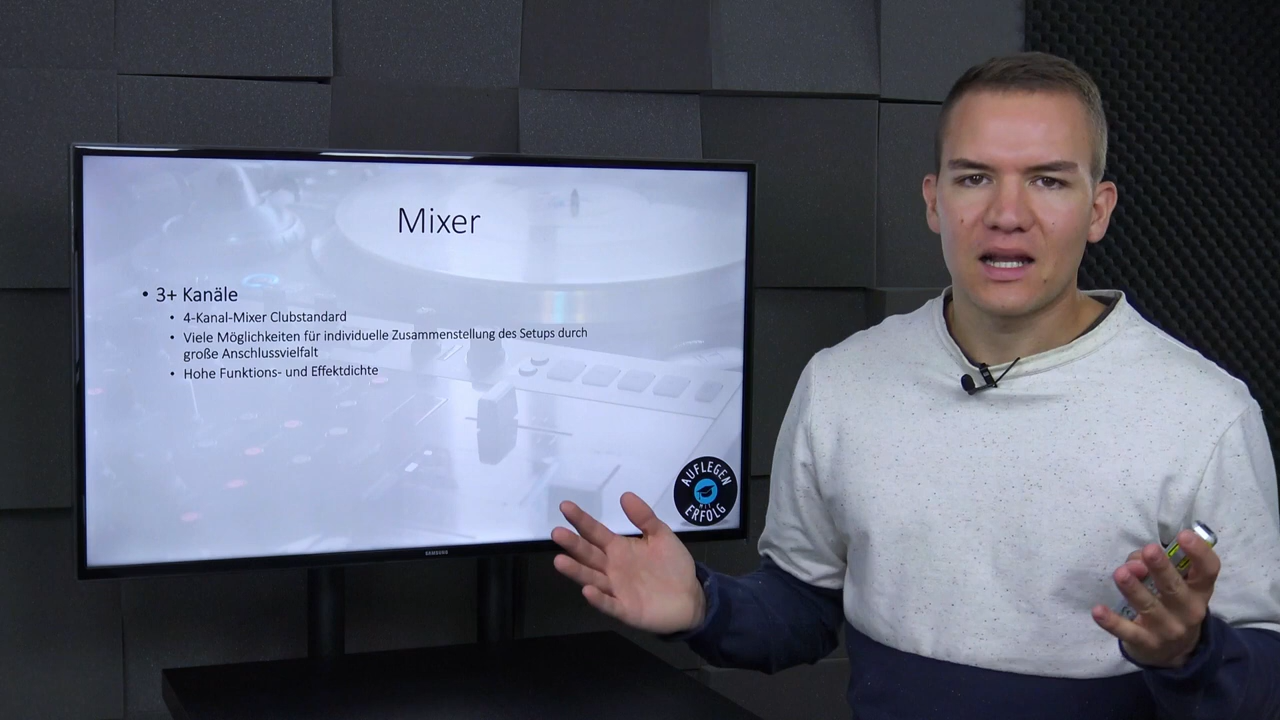 Mixer
• 3+ Kanäle
• 4-Kanal-Mixer Clubstandard
• Viele Möglichkeiten für individuelle Zusammenstellung des Setups durch
große Anschlussvielfalt
• Hohe Funktions- und Effektdichte
AUFLEGEN
MIT
ERFOLG
SAMSUNG